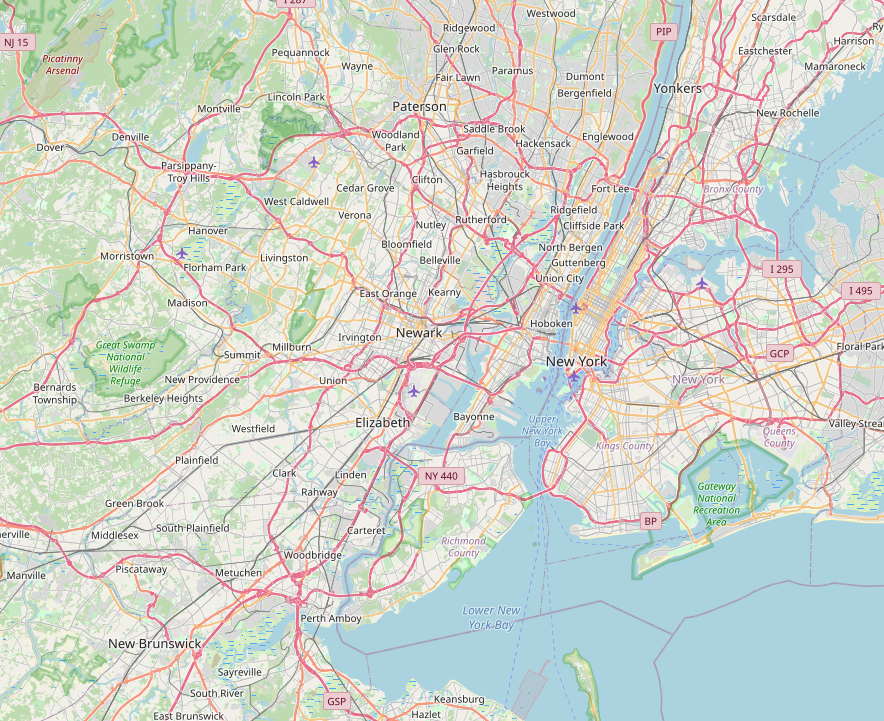 I 287
Westwood
Scarsdale
Ridgewood
PIP
Ry
Harrison
NJ 15
Glen Rock
Pequannock
Eastchester
Picatinny
Arsenal
Wayne
Paramus
Mamaroneck
Fair Lawn
Dumont
Yonkers
Bergenfield
Lincoln Park
Montville
Paterson
New Rochelle
Denville
Woodland
Park
Saddle Brook
Englewood
Dover
Hackensack
Garfield
Parsippany-
Troy Hills
Hasbrouck
Heights
Clifton
Cedar Grove
Fort Lee
Bronx County
West Caldwell
Verona
Ridgefield
Nutley
Rutherford
Cliffside Park
Hanover
Bloomfield
North Bergen
Morristown
Livingston
Belleville
Guttenberg
Florham Park
I 295
Union City
East Orange
Kearny
I 495
Madison
Newark
Hoboken
Irvington
Great Swamp
National
Wildlife
Refuge
Millburn
Floral Park
Summit
GCP
New York
Bernards
Township
New Providence
Union
New York
Berkeley Heights
Bayonne
Elizabeth
Upper
New York
Bay
Valley Strea
Westfield
Queens
County
Kings County
Plainfield
Clark
Linden
NY 440
Gateway
National
Recreation
Area
Rahway
Green Brook
South Plainfield
Carteret
BP
erville
Middlesex
Richmond
County
Woodbridge
Piscataway
Metuchen
Manville
Lower New
York Bay
Perth Amboy
New Brunswick
Sayreville
South River
GSP
Keansburg
East Brunswick
Hazlet